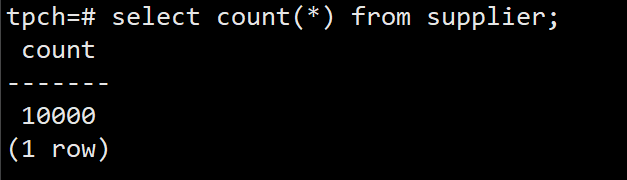 tpch=# select count(*) from supplier;
count
-------
10000
(1 row)